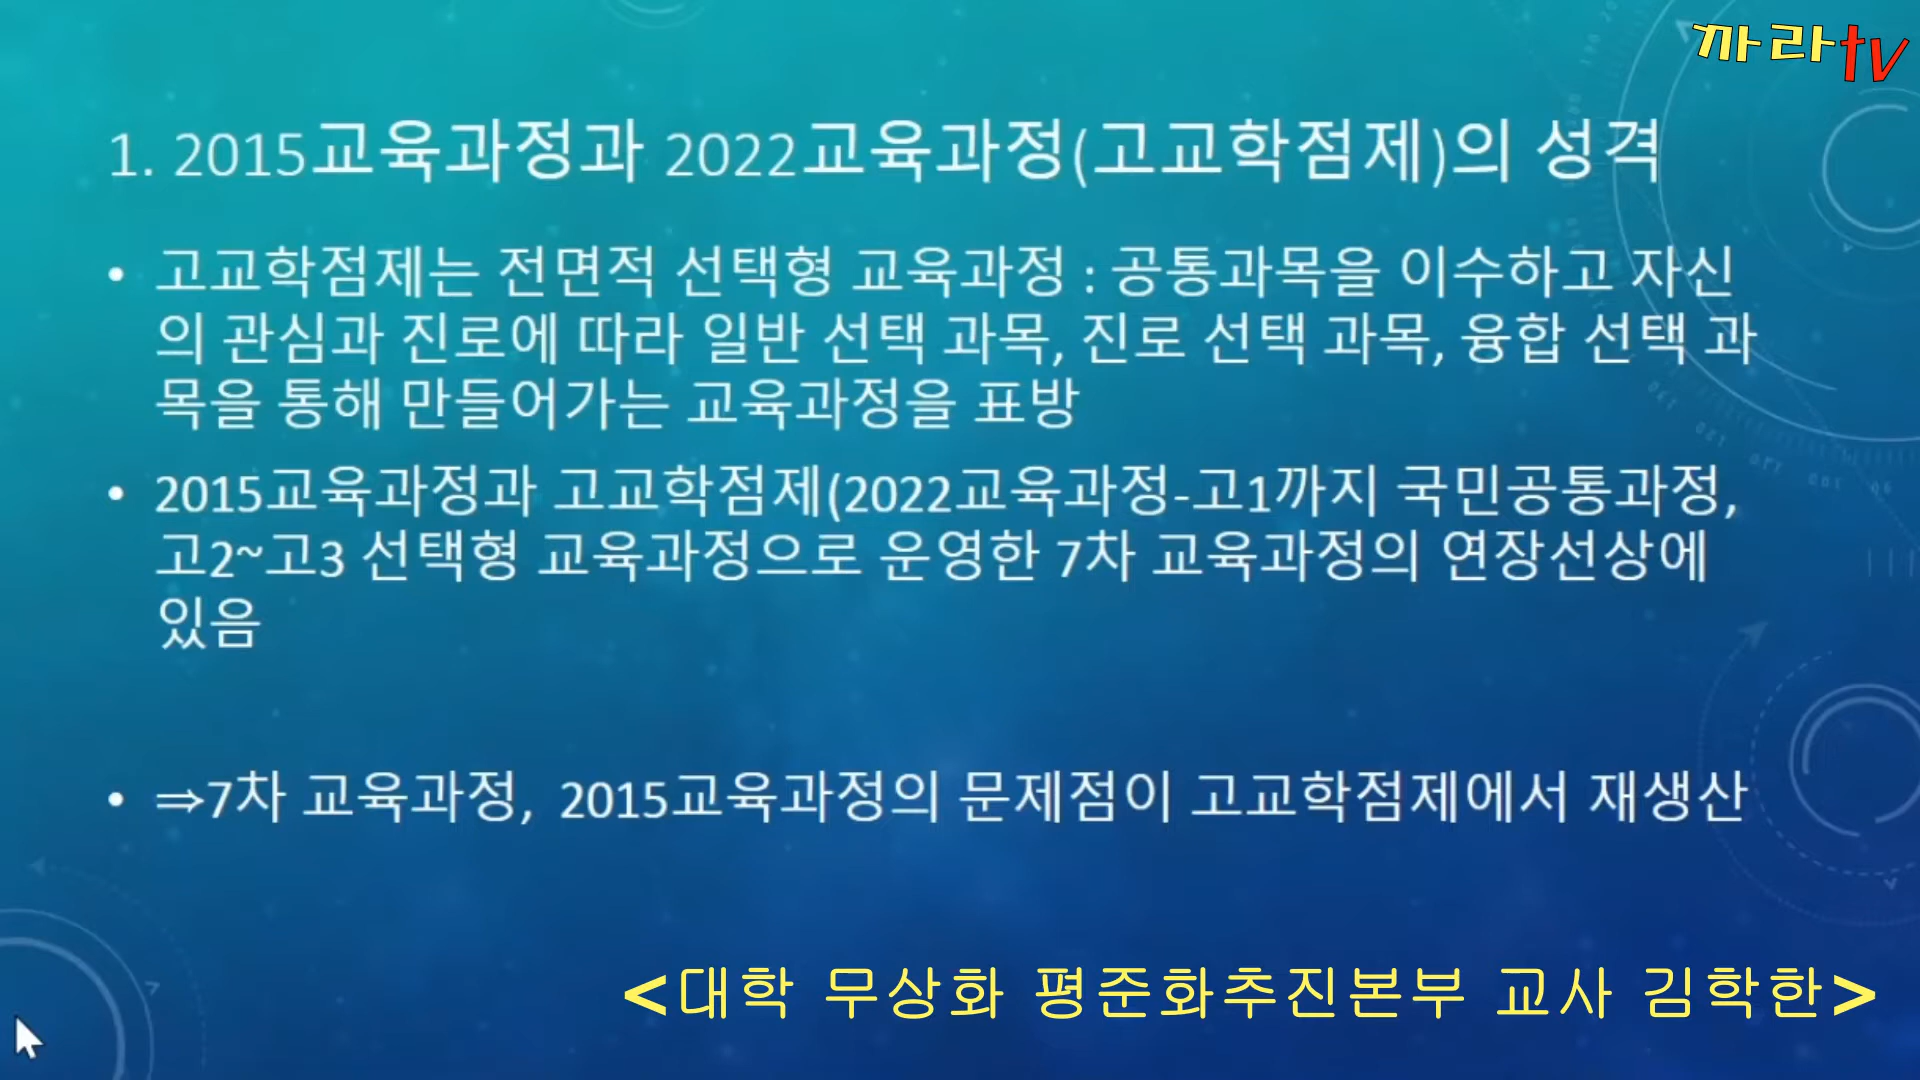 까라tv
1. 2015교육과정과 2022교육과정(고교학점제)의 성격
• 고교학점제는 전면적 선택형 교육과정 : 공통과목을 이수하고 자신
의 관심과 진로에 따라 일반 선택 과목, 진로 선택 과목, 융합 선택 과
목을 통해 만들어가는 교육과정을 표방
• 2015교육과정과 고교학점제(2022교육과정-고1까지 국민공통과정,
고2~고3 선택형 교육과정으로 운영한 7차 교육과정의 연장선상에
있음
• ⇒7차 교육과정, 2015교육과정의 문제점이 고교학점제에서 재생산
<대학 무상화 평준화추진본부 교사 김학한>